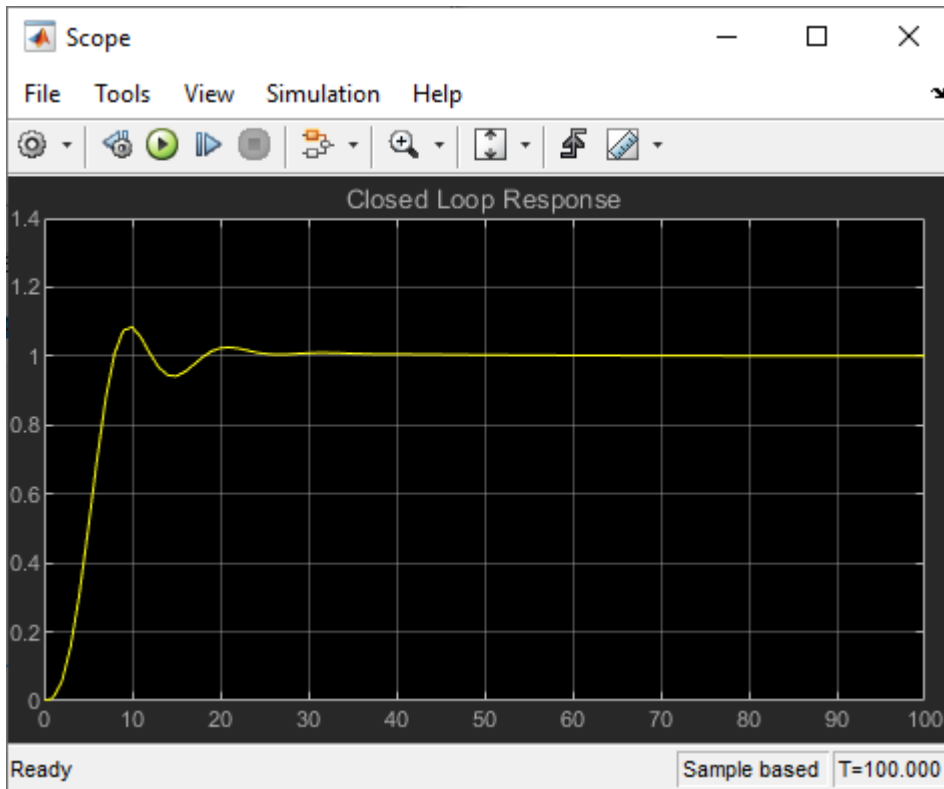 Scope
File Tools View Simulation Help
Closed Loop Response
1.4
1.2
1
0.8
0.6
0.4
0.2
0
0 10 20 30 40 50 60 70 80 90 100
Ready Sample based T=100.000